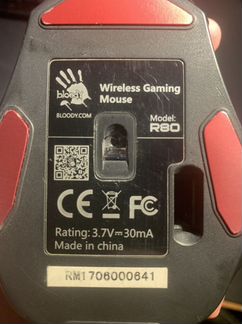 bloody
BLOODY.COM
Wireless Gaming
Mouse
Model:
R80
CE FC
Rating: 3.7V⎓30mA
Made in china
RM1706000641